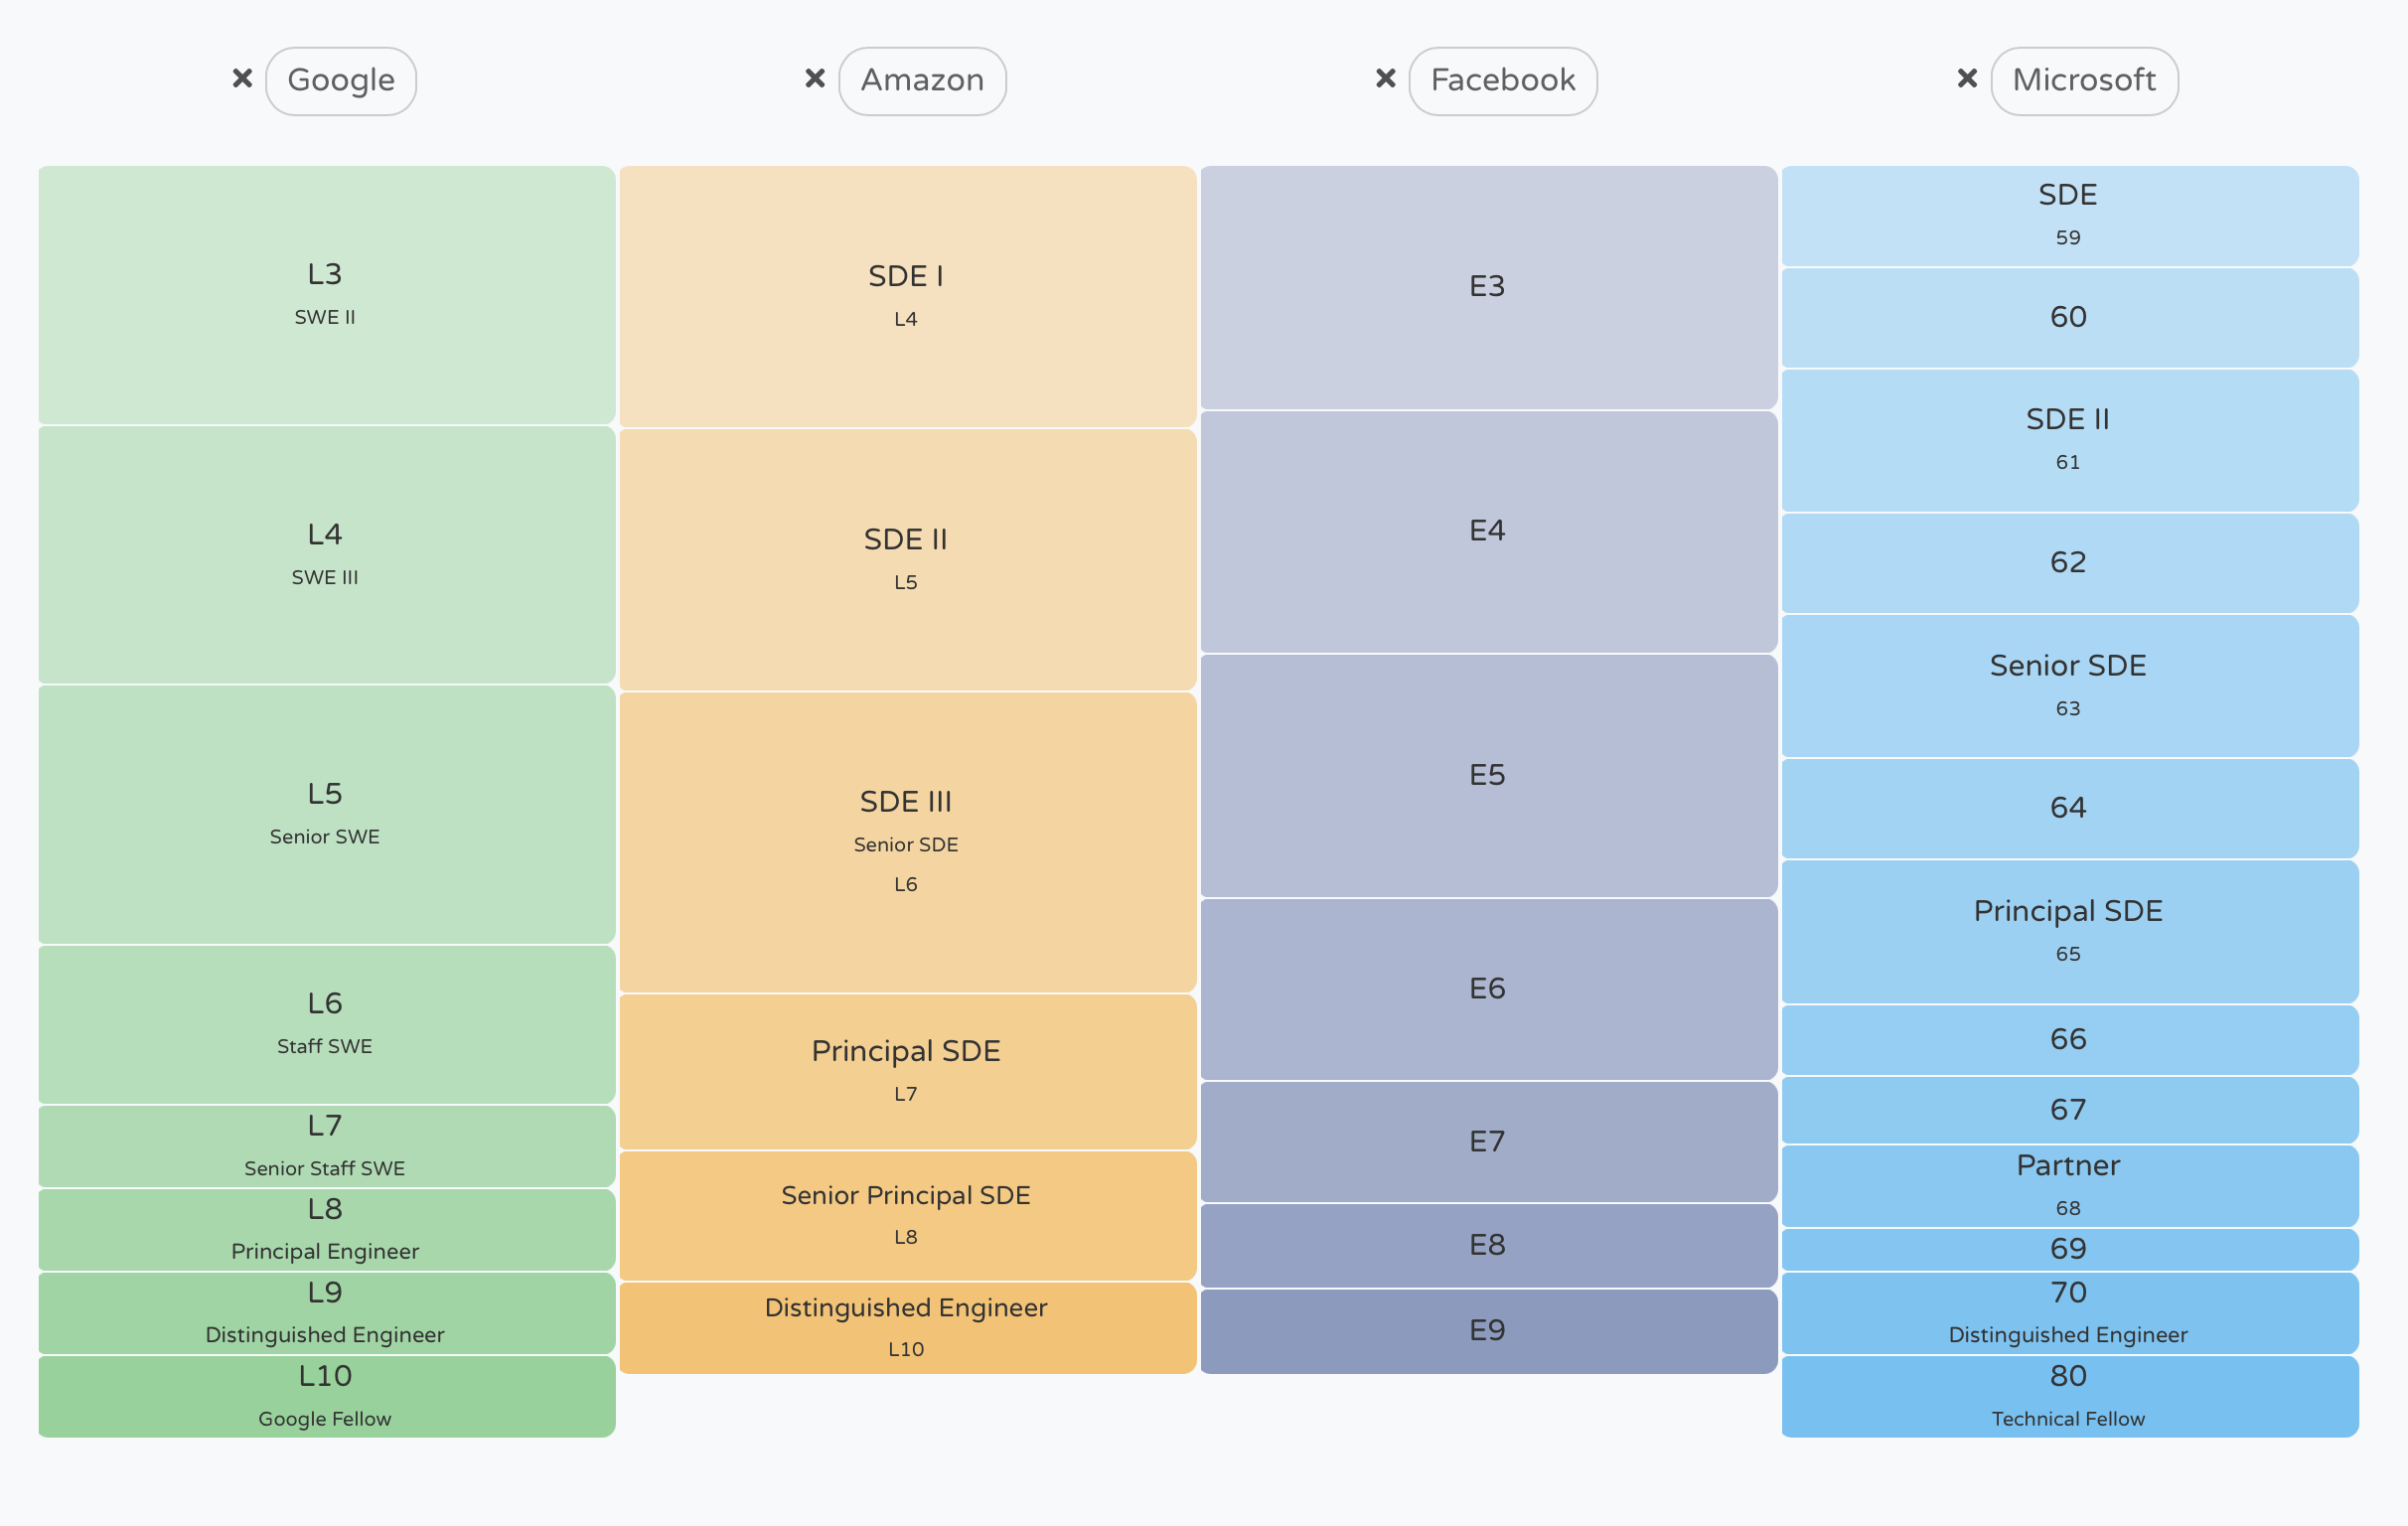 Google
Amazon
Facebook
Microsoft
L3
SWE II
L4
SWE III
L5
Senior SWE
L6
Staff SWE
L7
Senior Staff SWE
L8
Principal Engineer
L9
Distinguished Engineer
L10
Google Fellow
SDE I
L4
SDE II
L5
SDE III
Senior SDE
L6
Principal SDE
L7
Senior Principal SDE
L8
Distinguished Engineer
L10
E3
E4
E5
E6
E7
E8
E9
SDE
59
60
SDE II
61
62
Senior SDE
63
64
Principal SDE
65
66
67
Partner
68
69
70
Distinguished Engineer
80
Technical Fellow